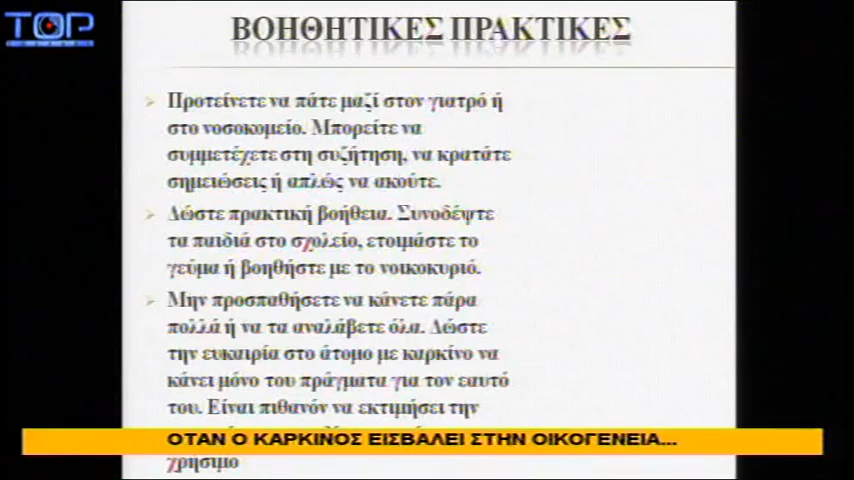 TOP
ΒΟΗΘΗΤΙΚΕΣ ΠΡΑΚΤΙΚΕΣ
Προτείνετε να πάτε μαζί στον γιατρό ή
στο νοσοκομείο. Μπορείτε να
συμμετέχετε στη συζήτηση, να κρατάτε
σημειώσεις ή απλώς να ακούτε.
Δώστε πρακτική βοήθεια. Συνοδέψτε
τα παιδιά στο σχολείο, ετοιμάστε το
γεύμα ή βοηθήστε με το νοικοκυριό.
Μην προσπαθήσετε να κάνετε πάρα
πολλά ή να τα αναλάβετε όλα. Δώστε
την ευκαιρία στο άτομο με καρκίνο να
κάνει μόνο του πράγματα για τον εαυτό
του. Είναι πιθανόν να εκτιμήσει την
ΟΤΑΝ Ο ΚΑΡΚΙΝΟΣ ΕΙΣΒΑΛΕΙ ΣΤΗΝ ΟΙΚΟΓΕΝΕΙΑ...
χρήσιμο